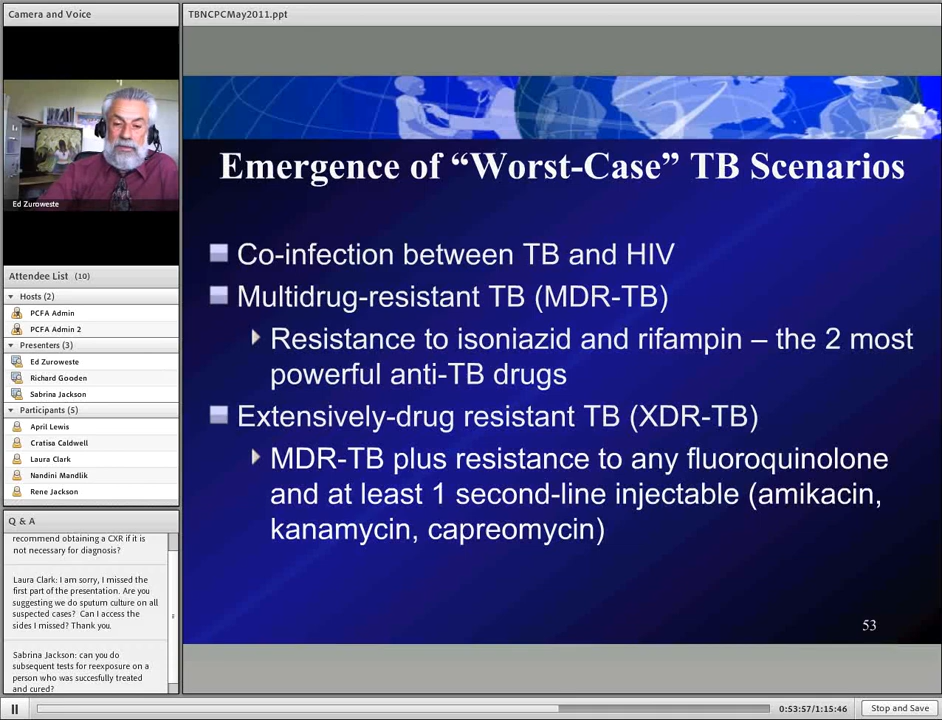 Camera and Voice
Ed Zuroweste
Attendee List (10)
Hosts (2)
PCFA Admin
PCFA Admin 2
Presenters (3)
Ed Zuroweste
Richard Gooden
Sabrina Jackson
Participants (5)
April Lewis
Cratisa Caldwell
Laura Clark
Nandini Mandlik
Rene Jackson
Q & A
recommend obtaining a CXR if it is
not necessary for diagnosis?
Laura Clark: I am sorry, I missed the
first part of the presentation. Are you
suggesting we do sputum culture on all
suspected cases?  Can I access the
sides I missed? Thank you.
Sabrina Jackson: can you do
subsequent tests for reexposure on a
person who was succesfully treated
and cured?
TBNCPCMay2011.ppt
Emergence of “Worst-Case” TB Scenarios
Co-infection between TB and HIV
Multidrug-resistant TB (MDR-TB)
Resistance to isoniazid and rifampin – the 2 most
powerful anti-TB drugs
Extensively-drug resistant TB (XDR-TB)
MDR-TB plus resistance to any fluoroquinolone
and at least 1 second-line injectable (amikacin,
kanamycin, capreomycin)
53
0:53:57/1:15:46
Stop and Save